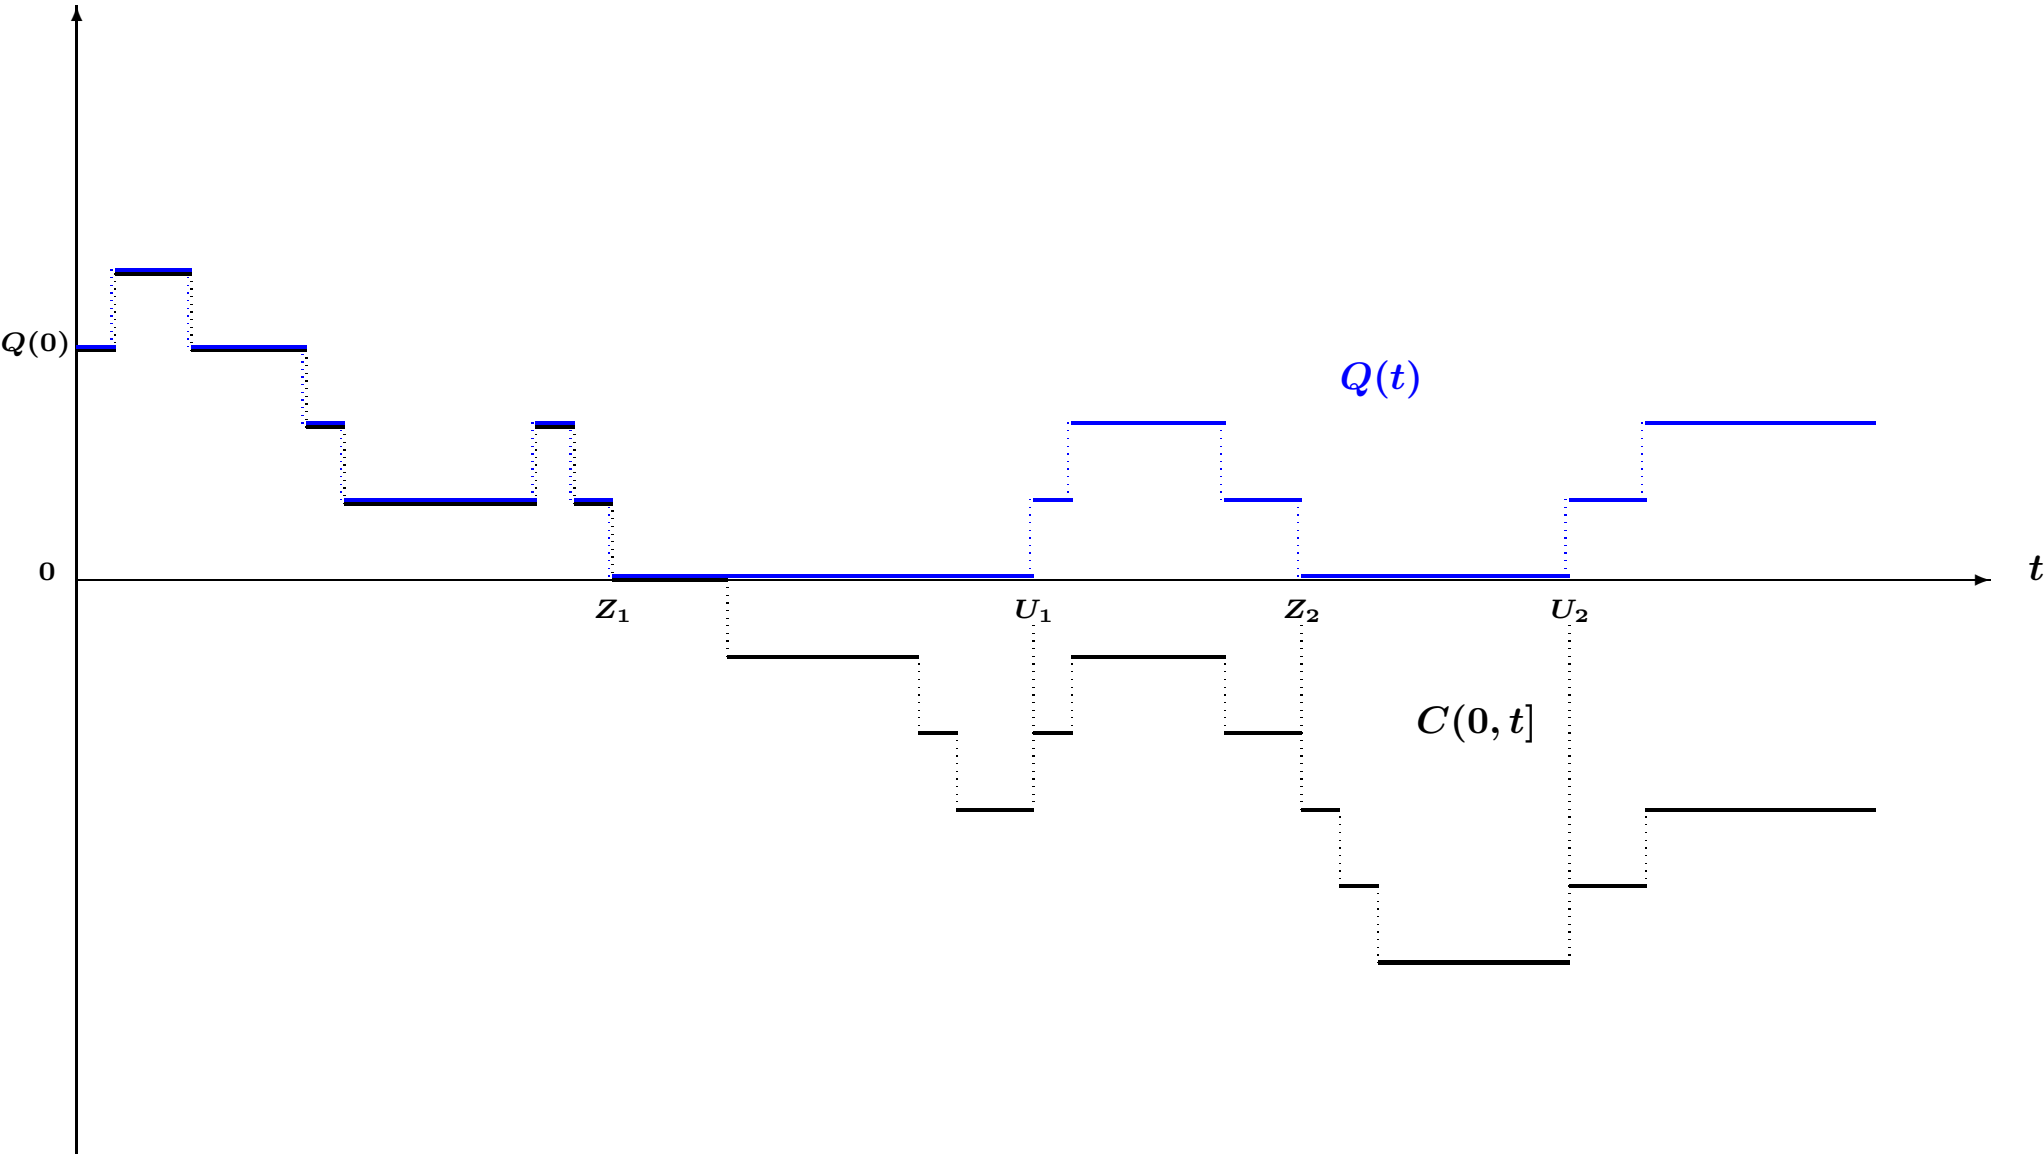 Q(0)
Q(t)
0
t
Z₁
U₁
Z₂
U₂
C(0, t]